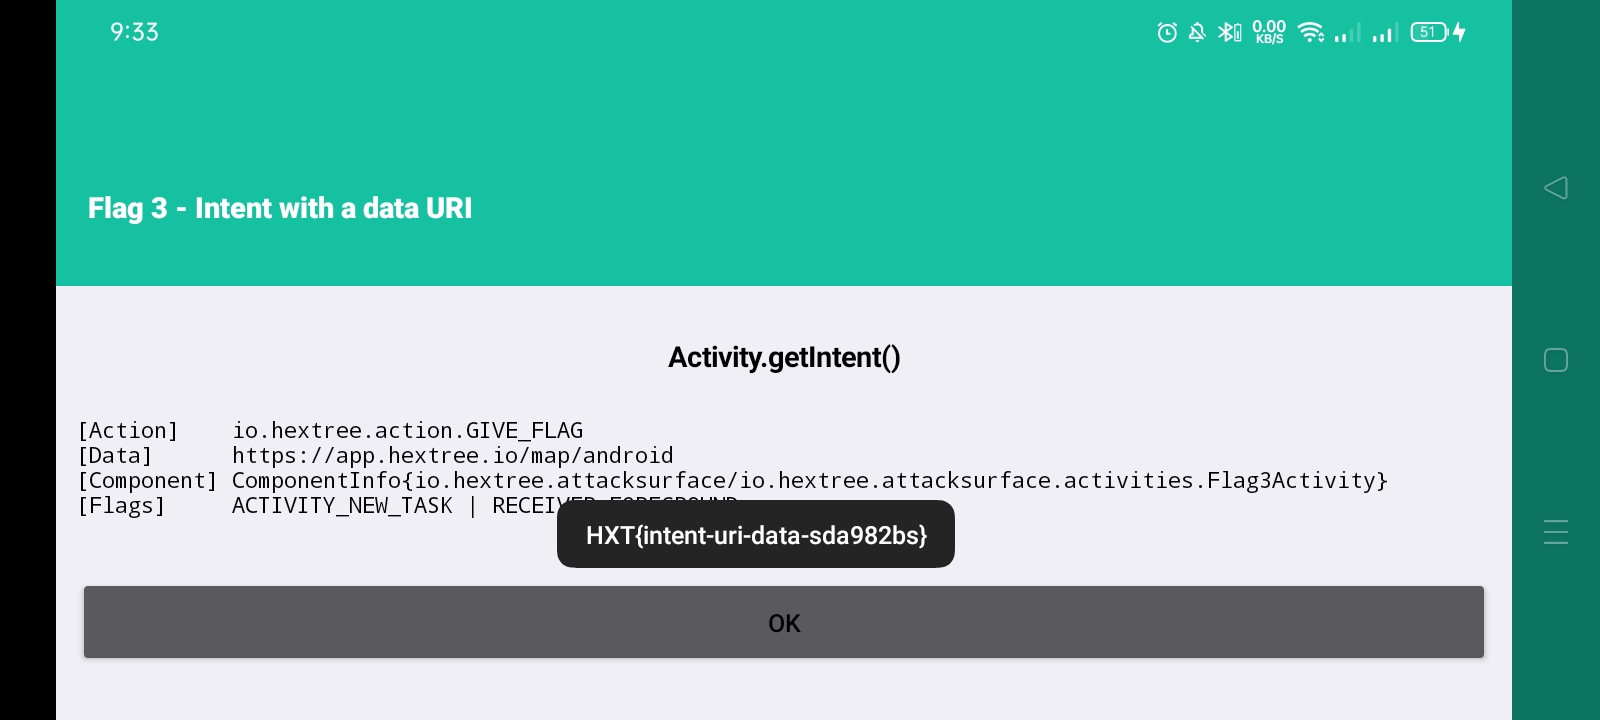 9:33
0.00
KB/S
51
Flag 3 - Intent with a data URI
Activity.getIntent()
[Action] io.hextree.action.GIVE_FLAG
[Data] https://app.hextree.io/map/android
[Component] ComponentInfo{io.hextree.attacksurface/io.hextree.attacksurface.activities.Flag3Activity}
[Flags] ACTIVITY_NEW_TASK | RECEIVER_FOREGROUND
HXT{intent-uri-data-sda982bs}
OK